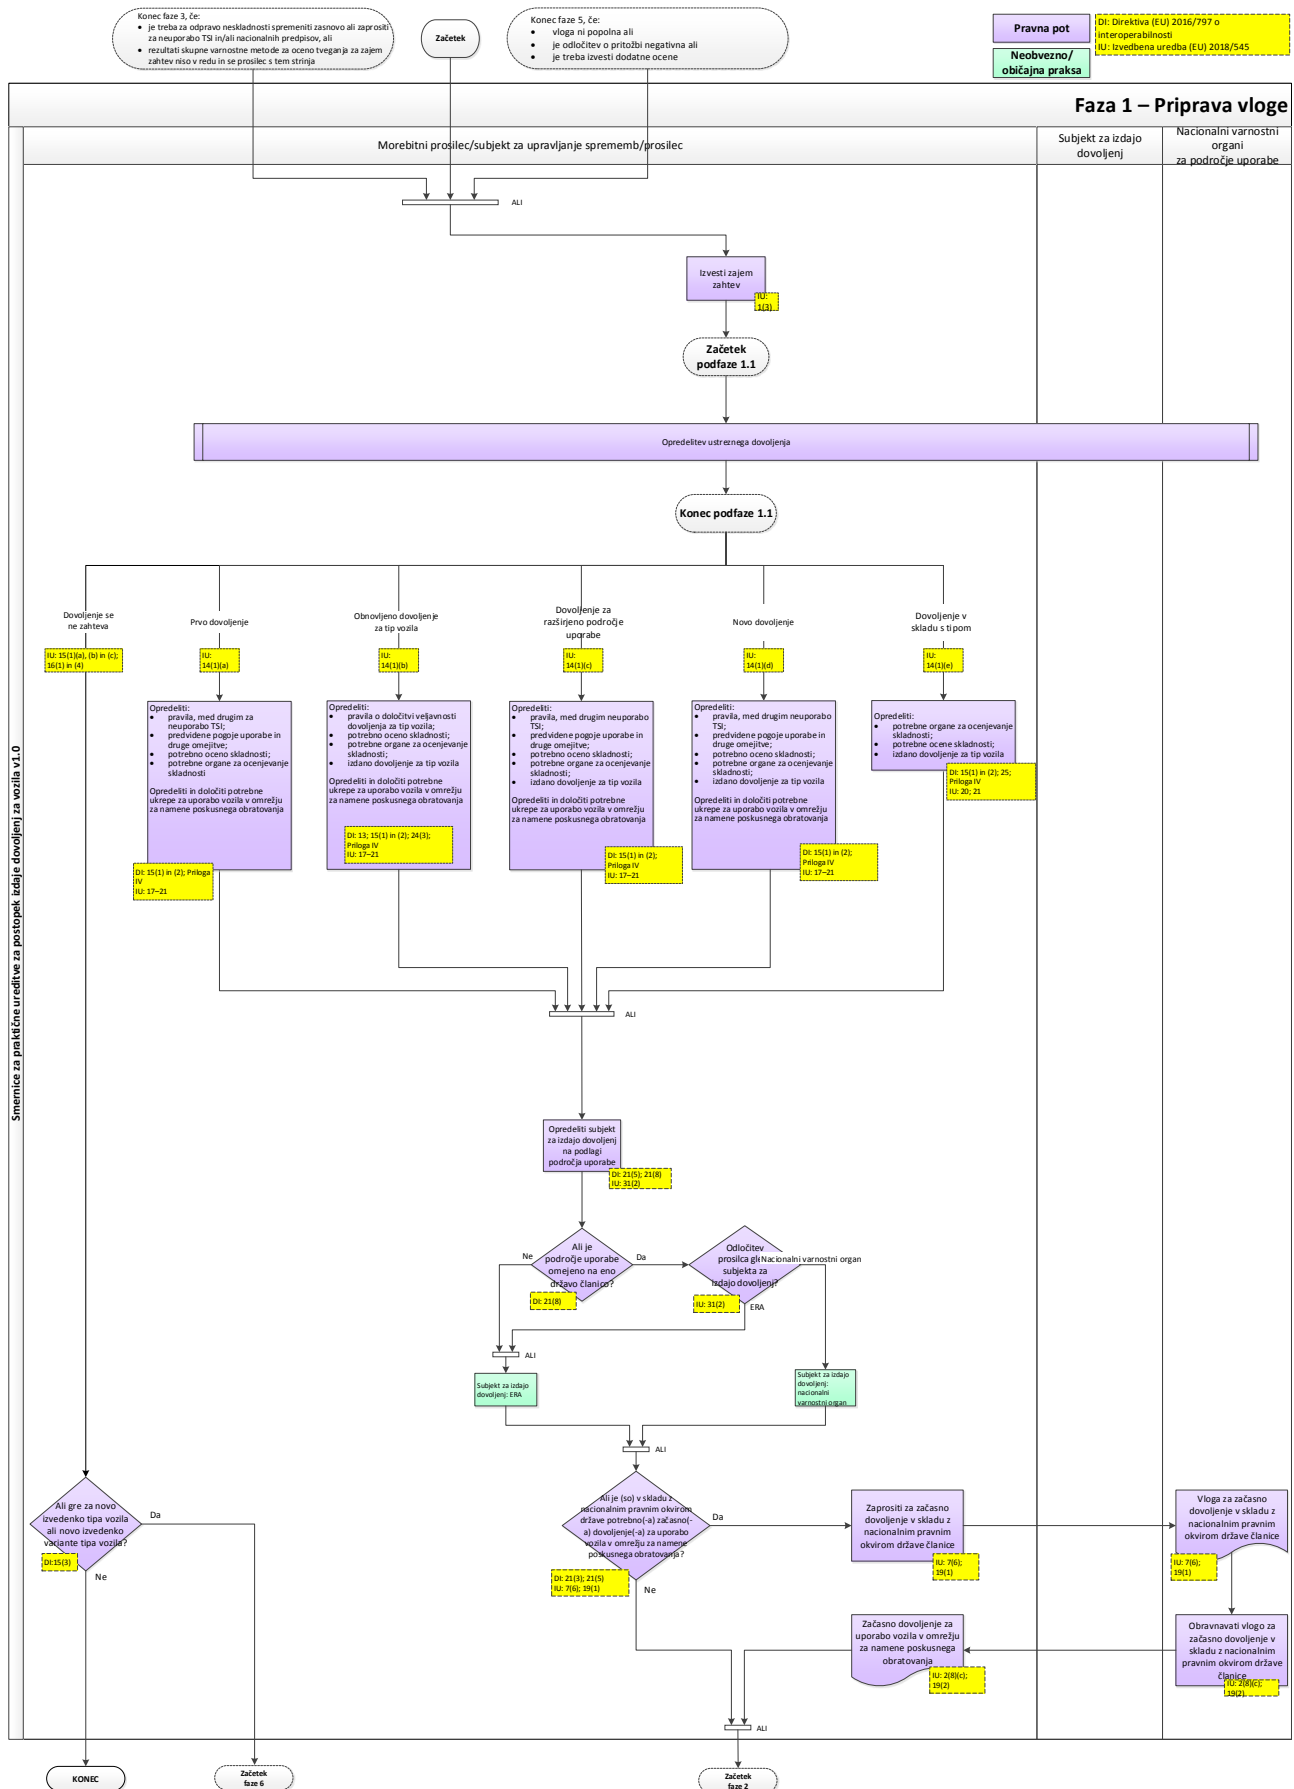 Konec faze 3, če:
• je treba za odpravo neskladnosti spremeniti zasnovo ali zaprositi
za neuporabo TSI in/ali nacionalnih predpisov, ali
• rezultati skupne varnostne metode za oceno tveganja za zajem
zahtev niso v redu in se prosilec s tem strinja
Začetek
Konec faze 5, če:
• vloga ni popolna ali
• je odločitev o pritožbi negativna ali
• je treba izvesti dodatne ocene
Pravna pot
Neobvezno/
običajna praksa
DI: Direktiva (EU) 2016/797 o
interoperabilnosti
IU: Izvedbena uredba (EU) 2018/545
Faza 1 – Priprava vloge
Morebitni prosilec/subjekt za upravljanje sprememb/prosilec
Subjekt za izdajo
dovoljenj
Nacionalni varnostni
organi
za področje uporabe
Smernice za praktične ureditve za postopek izdaje dovoljenj za vozila v1.0
ALI
Izvesti zajem
zahtev
IU:
1(3)
Začetek
podfaze 1.1
Opredelitev ustreznega dovoljenja
Konec podfaze 1.1
Dovoljenje se
ne zahteva
IU: 15(1)(a), (b) in (c);
16(1) in (4)
Prvo dovoljenje
IU:
14(1)(a)
Obnovljeno dovoljenje
za tip vozila
IU:
14(1)(b)
Dovoljenje za
razširjeno področje
uporabe
IU:
14(1)(c)
Novo dovoljenje
IU:
14(1)(d)
Dovoljenje v
skladu s tipom
IU:
14(1)(e)
Opredeliti:
• pravila, med drugim za
neuporabo TSI;
• predvidene pogoje uporabe in
druge omejitve;
• potrebno oceno skladnosti;
• potrebne organe za ocenjevanje
skladnosti
Opredeliti in določiti potrebne
ukrepe za uporabo vozila v omrežju
za namene poskusnega obratovanja
DI: 15(1) in (2); Priloga
IV
IU: 17–21
Opredeliti:
• pravila o določitvi veljavnosti
dovoljenja za tip vozila;
• potrebno oceno skladnosti;
• potrebne organe za ocenjevanje
skladnosti;
• izdano dovoljenje za tip vozila
Opredeliti in določiti potrebne
ukrepe za uporabo vozila v omrežju
za namene poskusnega obratovanja
DI: 13; 15(1) in (2); 24(3);
Priloga IV
IU: 17–21
Opredeliti:
• pravila, med drugim neuporabo
TSI;
• predvidene pogoje uporabe in
druge omejitve;
• potrebno oceno skladnosti;
• potrebne organe za ocenjevanje
skladnosti;
• izdano dovoljenje za tip vozila
Opredeliti in določiti potrebne
ukrepe za uporabo vozila v omrežju
za namene poskusnega obratovanja
DI: 15(1) in (2);
Priloga IV
IU: 17–21
Opredeliti:
• pravila, med drugim neuporabo
TSI;
• predvidene pogoje uporabe in
druge omejitve;
• potrebno oceno skladnosti;
• potrebne organe za ocenjevanje
skladnosti;
• izdano dovoljenje za tip vozila
Opredeliti in določiti potrebne
ukrepe za uporabo vozila v omrežju
za namene poskusnega obratovanja
DI: 15(1) in (2);
Priloga IV
IU: 17–21
Opredeliti:
• potrebne organe za ocenjevanje
skladnosti;
• potrebne ocene skladnosti;
• izdano dovoljenje za tip vozila
DI: 15(1) in (2); 25;
Priloga IV
IU: 20; 21
ALI
Opredeliti subjekt
za izdajo dovoljenj
na podlagi
področja uporabe
DI: 21(5); 21(8)
IU: 31(2)
Ali je
področje uporabe
omejeno na eno
državo članico?
Ne
Da
DI: 21(8)
Odločitev
prosilca gl
subjekta za
izdajo dovoljenj?
Nacionalni varnostni organ
IU: 31(2)
ERA
ALI
Subjekt za izdajo
dovoljenj: ERA
Subjekt za izdajo
dovoljenj:
nacionalni
varnostni organ
ALI
Ali gre za novo
izvedenko tipa vozila
ali novo izvedenko
variante tipa vozila?
Da
DI:15(3)
Ne
Ali je (so) v skladu z
nacionalnim pravnim okvirom
države potrebno(-a) začasno(-
a) dovoljenje(-a) za uporabo
vozila v omrežju za namene
poskusnega obratovanja?
Da
DI: 21(3); 21(5)
IU: 7(6); 19(1)
Ne
Zaprositi za začasno
dovoljenje v skladu z
nacionalnim pravnim
okvirom države članice
IU: 7(6);
19(1)
Vloga za začasno
dovoljenje v skladu z
nacionalnim pravnim
okvirom države članice
IU: 7(6);
19(1)
Začasno dovoljenje za
uporabo vozila v omrežju
za namene poskusnega
obratovanja
IU: 2(8)(c);
19(2)
Obravnavati vlogo za
začasno dovoljenje v
skladu z nacionalnim
pravnim okvirom države
članice
IU: 2(8)(c);
19(2)
ALI
KONEC
Začetek
faze 6
Začetek
faze 2